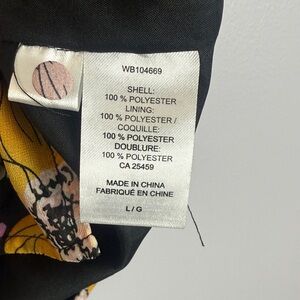 WB104669
SHELL:
100 % POLYESTER
LINING:
100 % POLYESTER /
COQUILLE:
100 % POLYESTER
DOUBLURE:
100 % POLYESTER
CA 25459
MADE IN CHINA
FABRIQUÉ EN CHINE
L / G